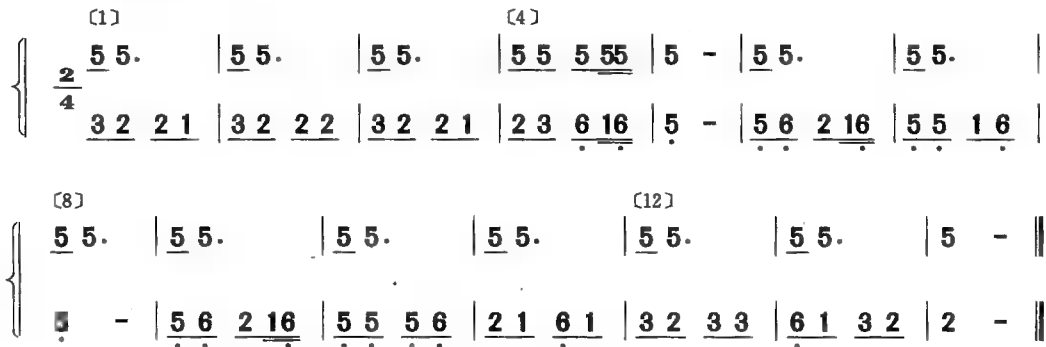 〔1〕 〔4〕
2/4
5 5. | 5 5. | 5 5. | 5 5 5 55 | 5 - | 5 5. | 5 5. |
3 2 2 1 | 3 2 2 2 | 3 2 2 1 | 2 3 6̣ 16̣ | 5̣ - | 5̣ 6̣ 2 16̣ | 5̣ 5̣ 1 6̣ |
〔8〕 〔12〕
5 5. | 5 5. | 5 5. | 5 5. | 5 5. | 5 5. | 5 - ‖
5̣ - | 5̣ 6̣ 2 16̣ | 5̣ 5̣ 5̣ 6̣ | 2 1 6̣ 1 | 3 2 3 3 | 6̣ 1 3 2 | 2 - ‖